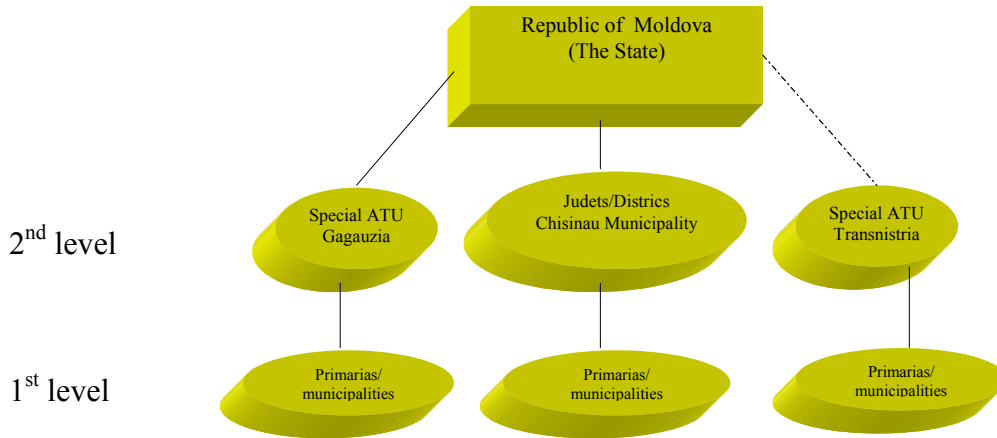 Republic of Moldova
(The State)
2nd level
Special ATU
Gagauzia
Judets/Districs
Chisinau Municipality
Special ATU
Transnistria
1st level
Primarias/
municipalities
Primarias/
municipalities
Primarias/
municipalities